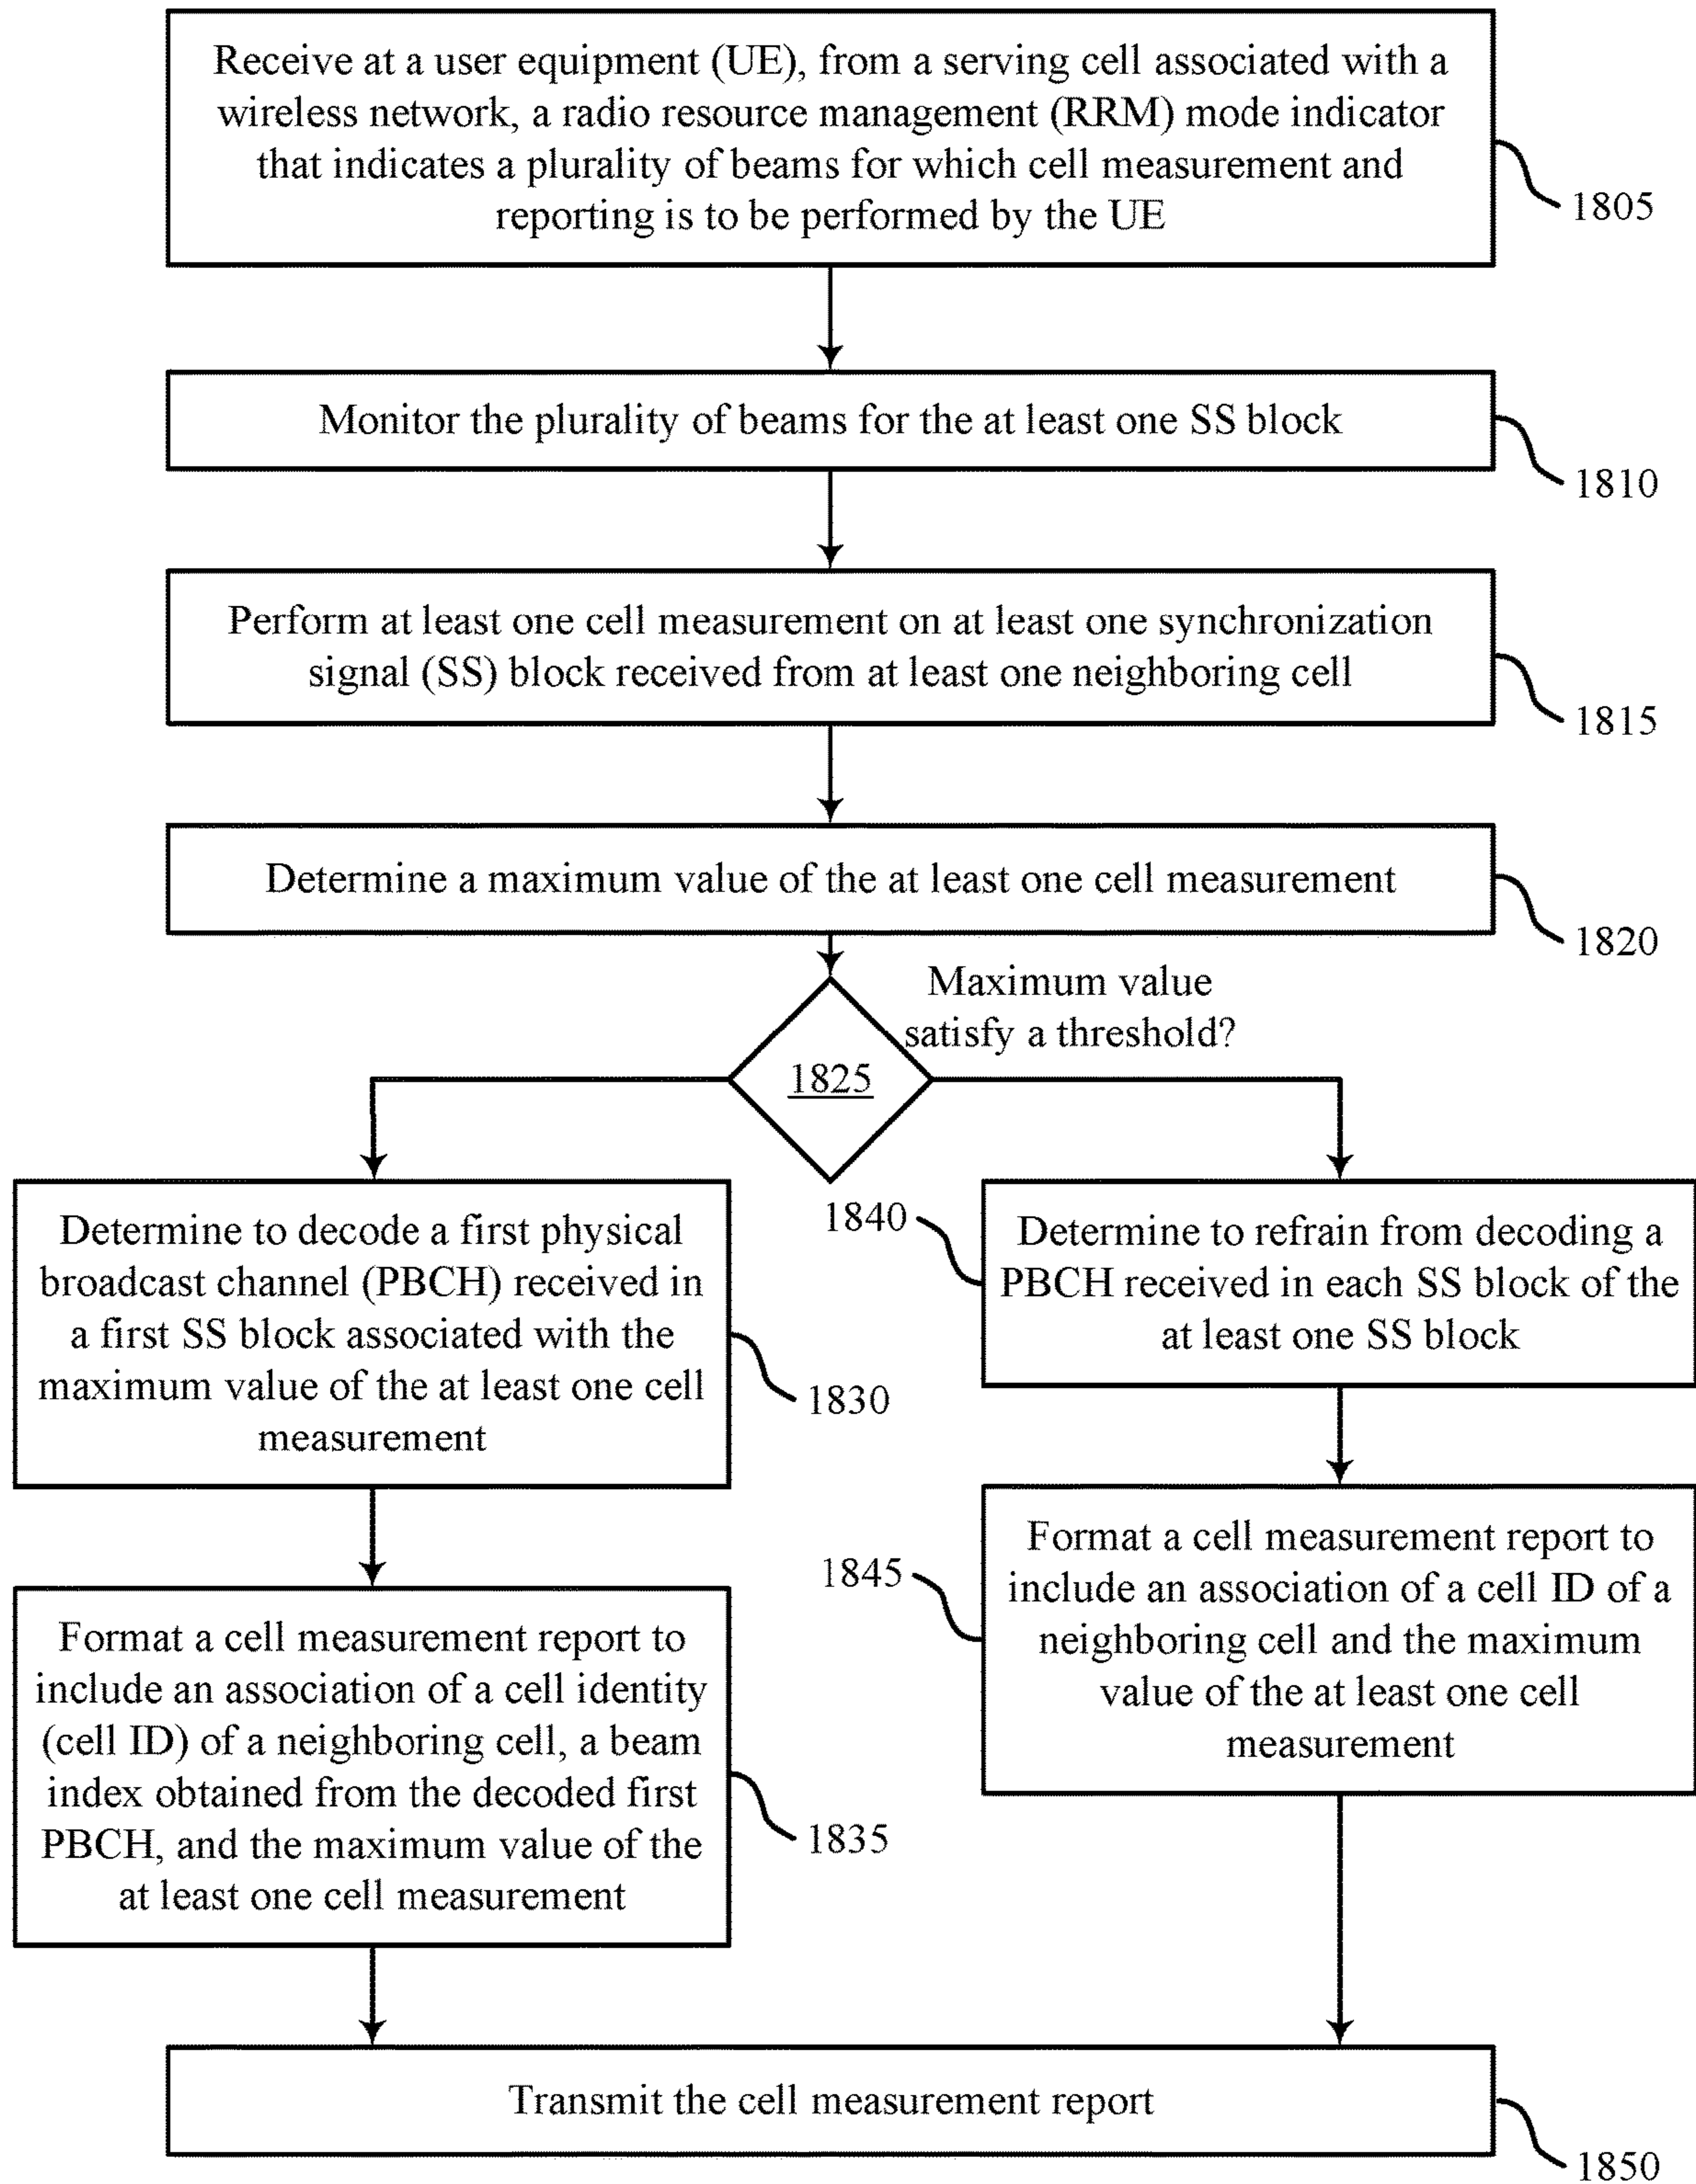 Receive at a user equipment (UE), from a serving cell associated with a
wireless network, a radio resource management (RRM) mode indicator
that indicates a plurality of beams for which cell measurement and
reporting is to be performed by the UE
1805
Monitor the plurality of beams for the at least one SS block
1810
Perform at least one cell measurement on at least one synchronization
signal (SS) block received from at least one neighboring cell
1815
Determine a maximum value of the at least one cell measurement
1820
Maximum value
satisfy a threshold?
1825
Determine to decode a first physical
broadcast channel (PBCH) received in
a first SS block associated with the
maximum value of the at least one cell
measurement
1830
1840
Determine to refrain from decoding a
PBCH received in each SS block of the
at least one SS block
Format a cell measurement report to
include an association of a cell identity
(cell ID) of a neighboring cell, a beam
index obtained from the decoded first
PBCH, and the maximum value of the
at least one cell measurement
1835
1845
Format a cell measurement report to
include an association of a cell ID of a
neighboring cell and the maximum
value of the at least one cell
measurement
Transmit the cell measurement report
1850